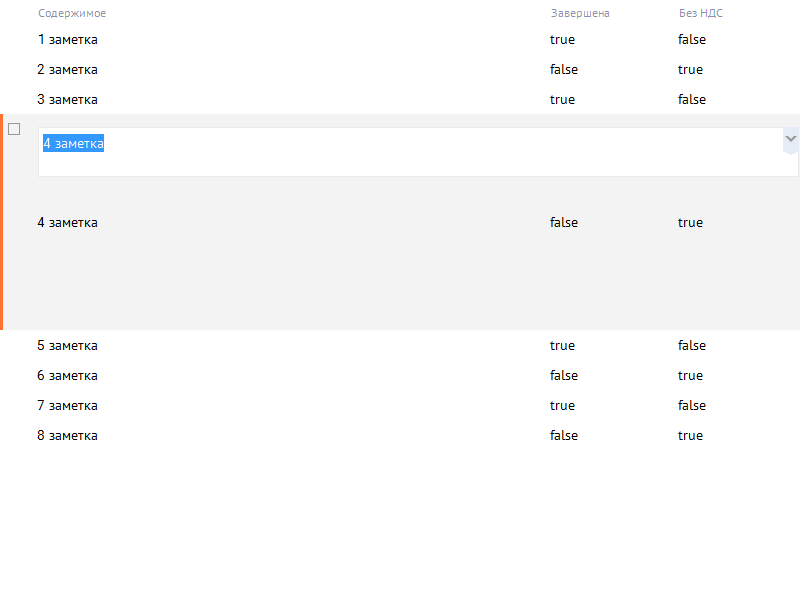 Содержимое Завершена Без НДС
1 заметка true false
2 заметка false true
3 заметка true false
4 заметка
4 заметка false true
5 заметка true false
6 заметка false true
7 заметка true false
8 заметка false true